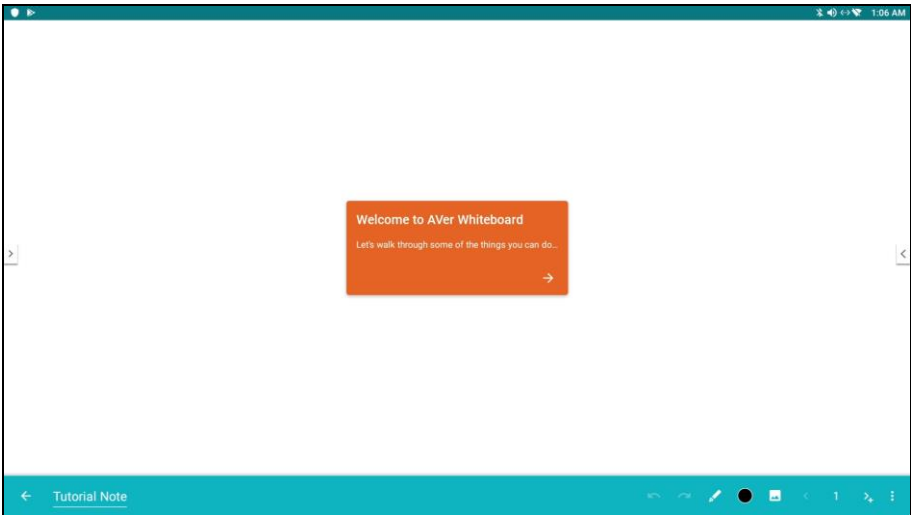 1:06 AM
Welcome to AVer Whiteboard
Let's walk through some of the things you can do...
Tutorial Note
1